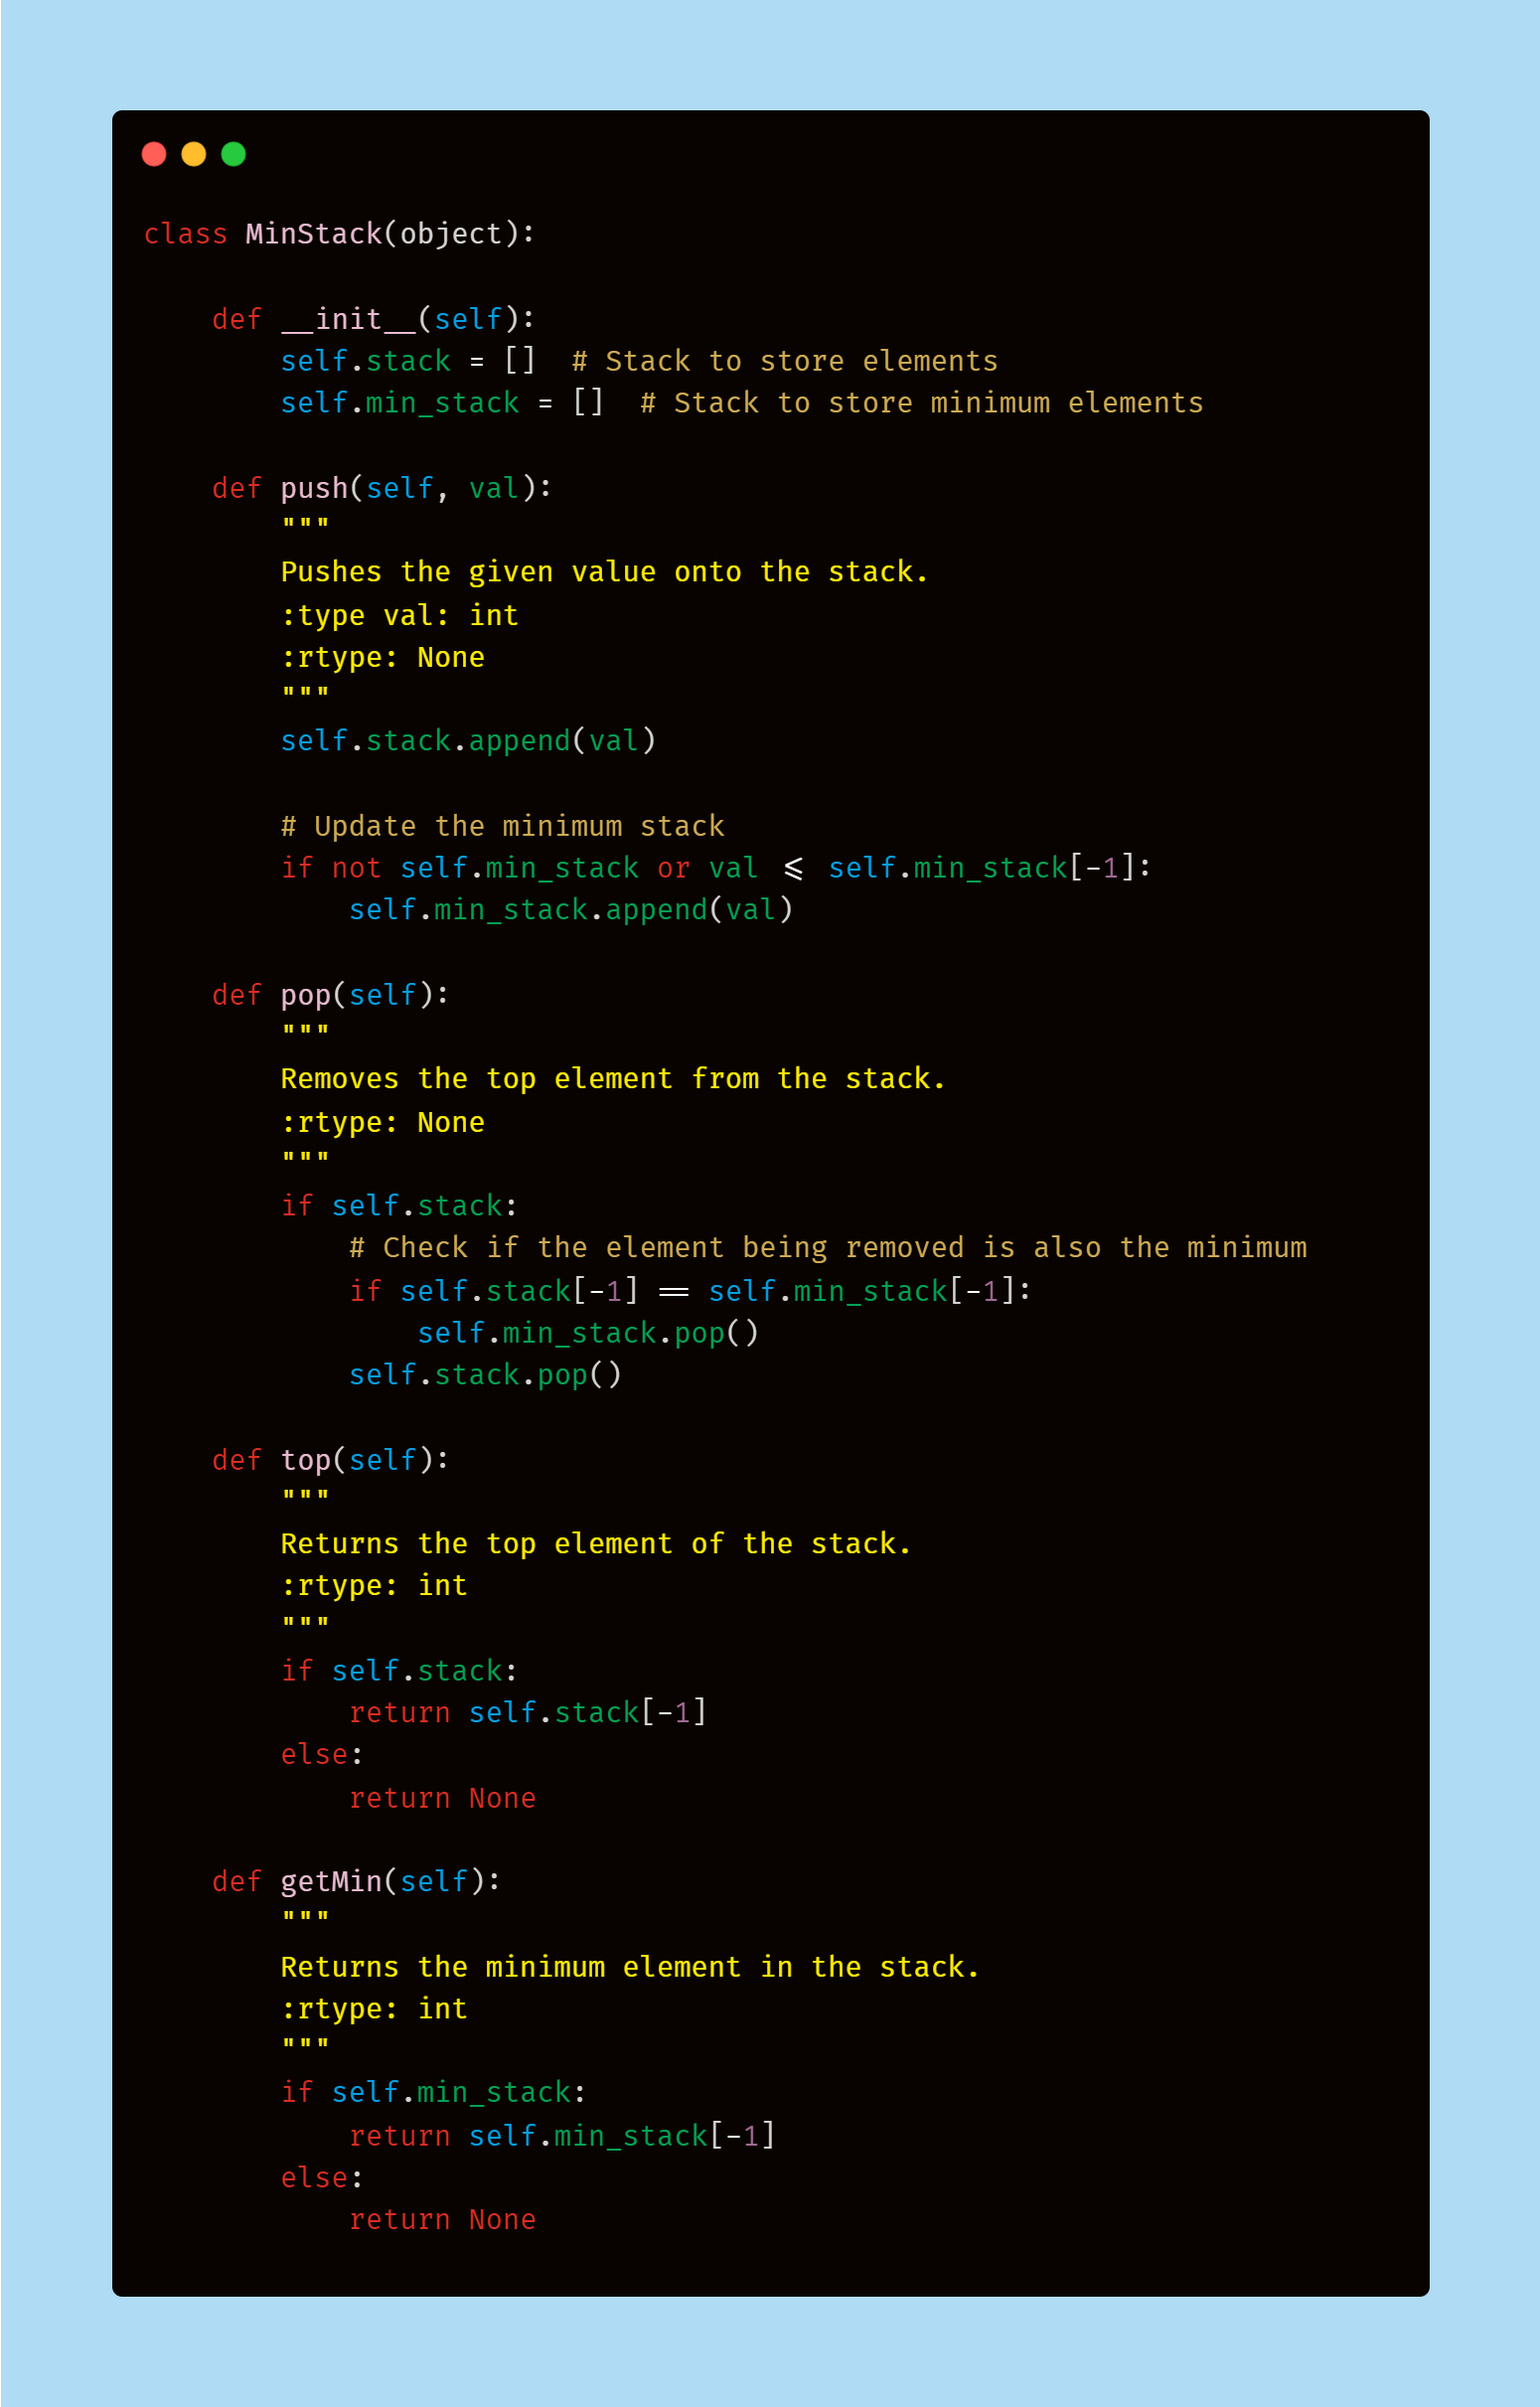 class MinStack(object):
    def __init__(self):
        self.stack = []  # Stack to store elements
        self.min_stack = []  # Stack to store minimum elements
    def push(self, val):
        """
        Pushes the given value onto the stack.
        :type val: int
        :rtype: None
        """
        self.stack.append(val)
        # Update the minimum stack
        if not self.min_stack or val <= self.min_stack[-1]:
            self.min_stack.append(val)
    def pop(self):
        """
        Removes the top element from the stack.
        :rtype: None
        """
        if self.stack:
            # Check if the element being removed is also the minimum
            if self.stack[-1] == self.min_stack[-1]:
                self.min_stack.pop()
            self.stack.pop()
    def top(self):
        """
        Returns the top element of the stack.
        :rtype: int
        """
        if self.stack:
            return self.stack[-1]
        else:
            return None
    def getMin(self):
        """
        Returns the minimum element in the stack.
        :rtype: int
        """
        if self.min_stack:
            return self.min_stack[-1]
        else:
            return None